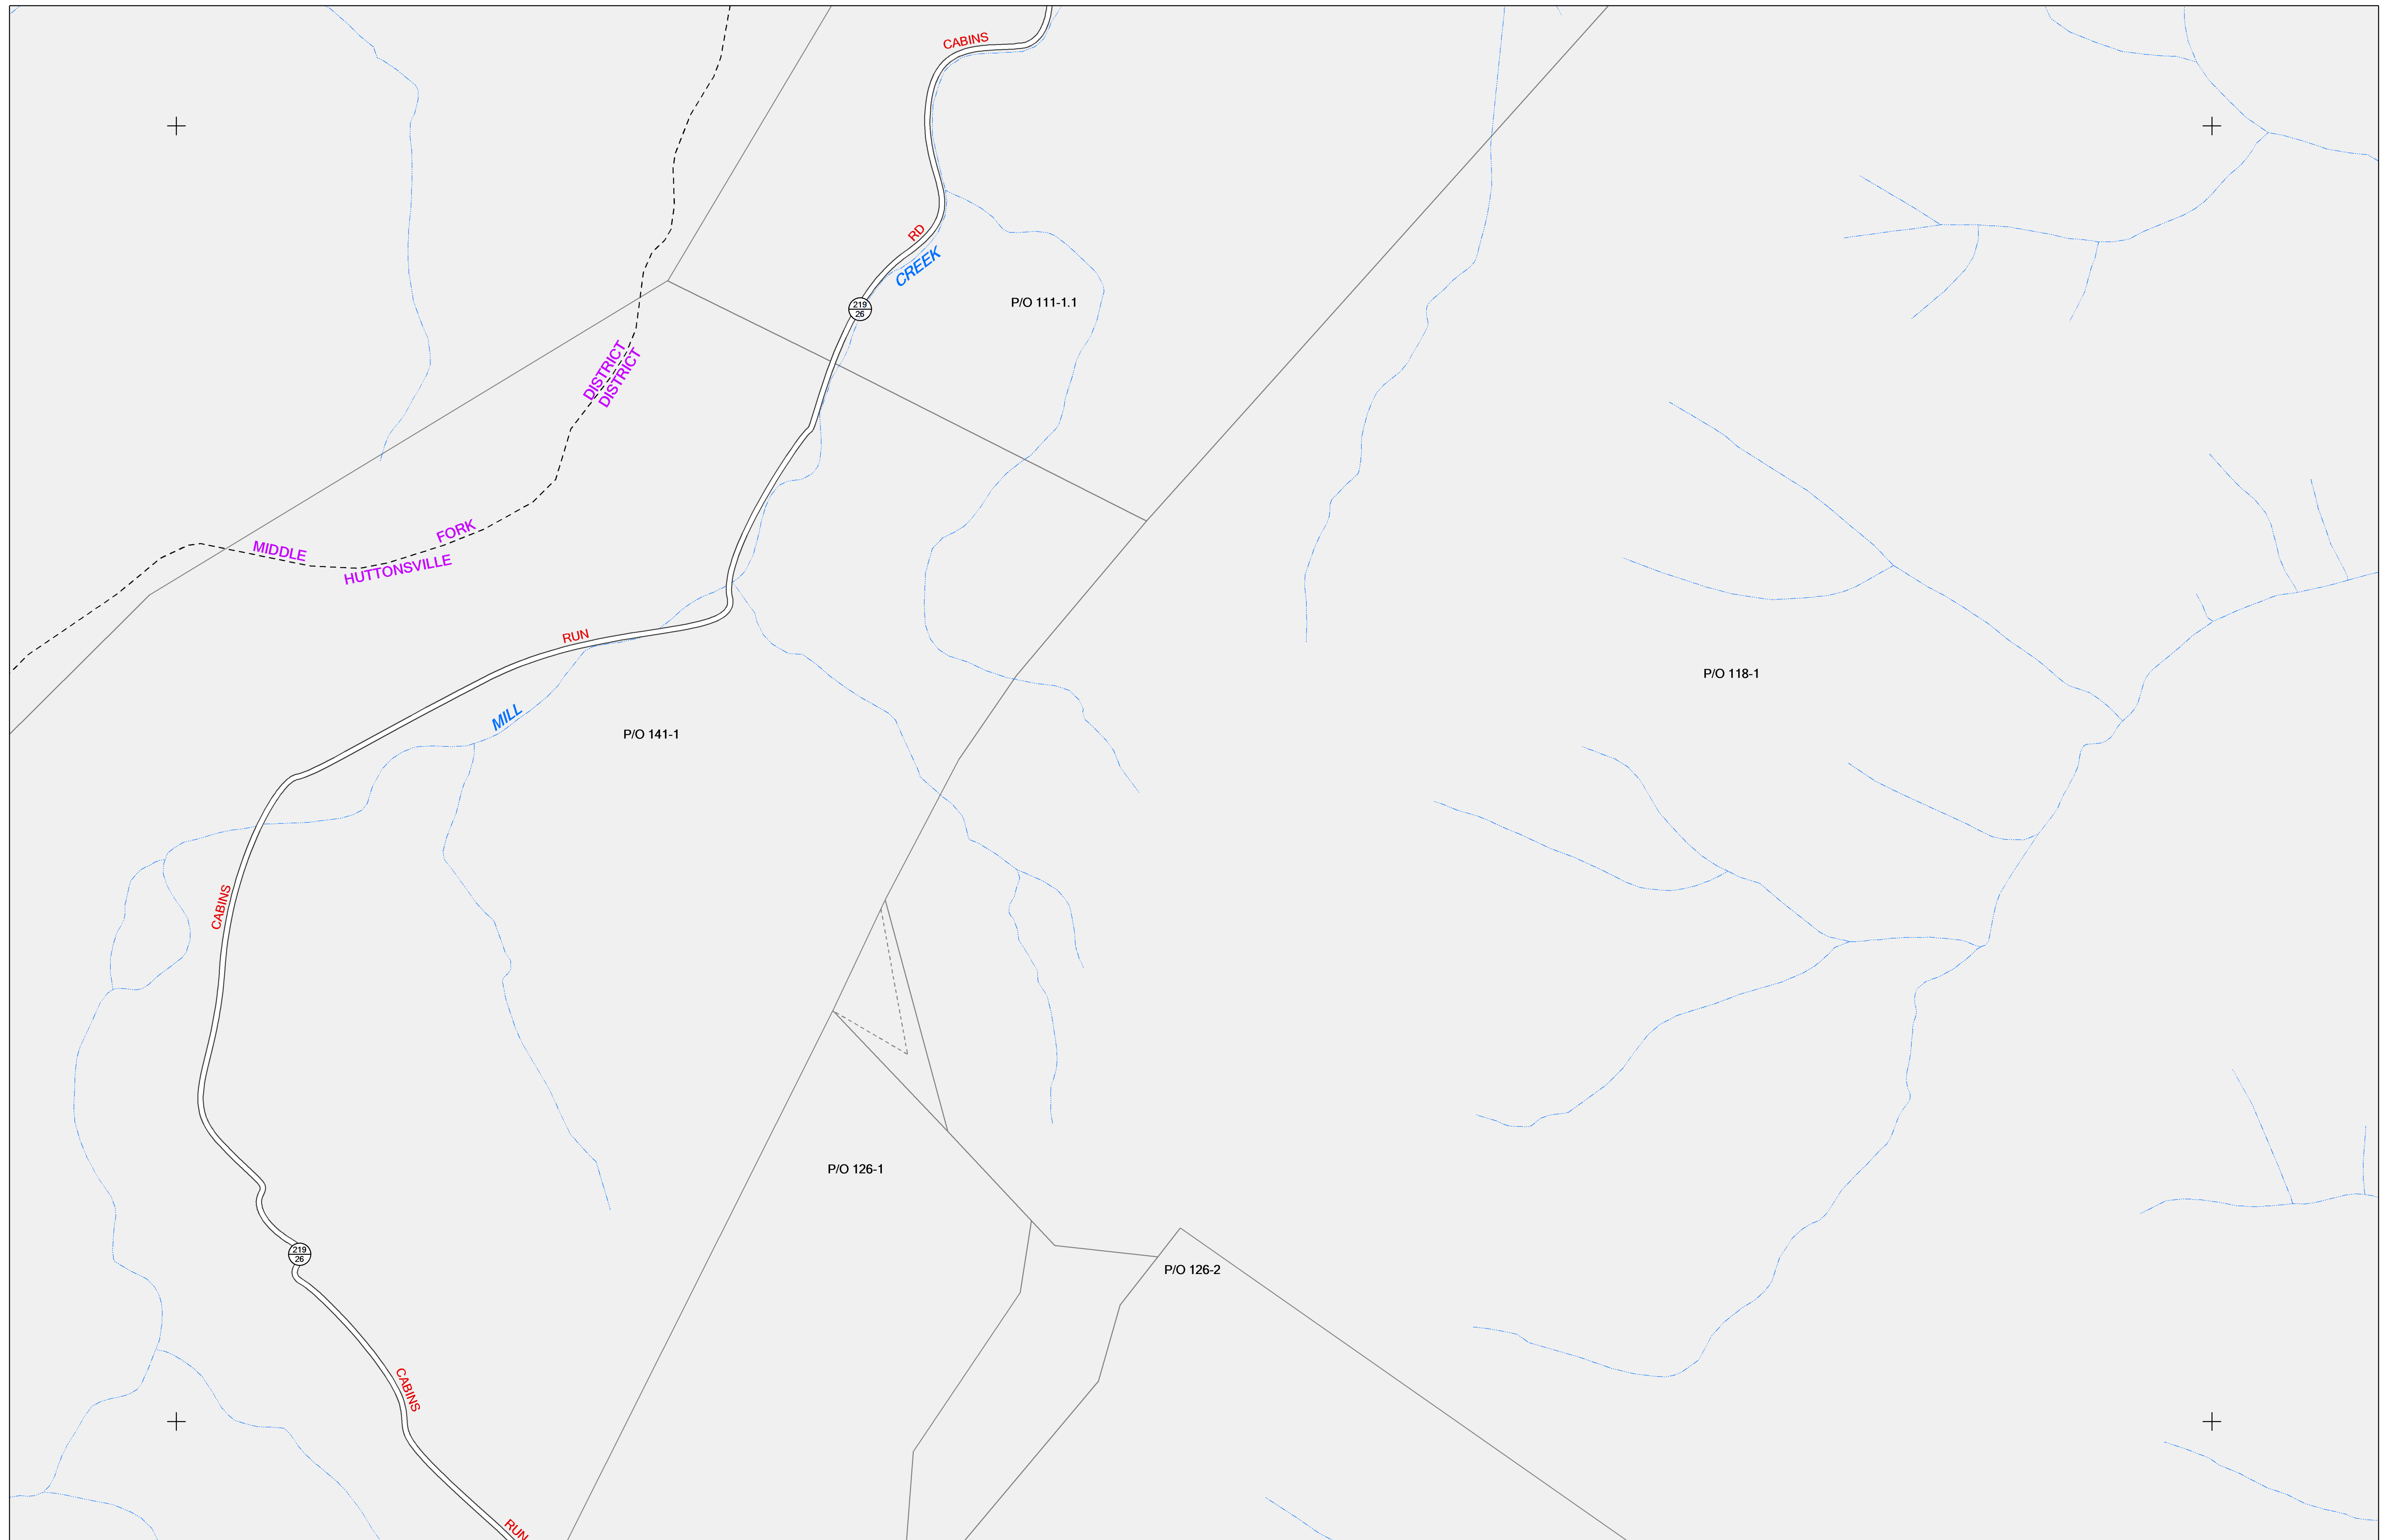 CABINS
RD
CREEK
219
26
P/O 111-1.1
DISTRICT
DISTRICT
MIDDLE
FORK
HUTTONSVILLE
RUN
P/O 118-1
MILL
P/O 141-1
CABINS
P/O 126-1
219
26
P/O 126-2
CABINS
RUN